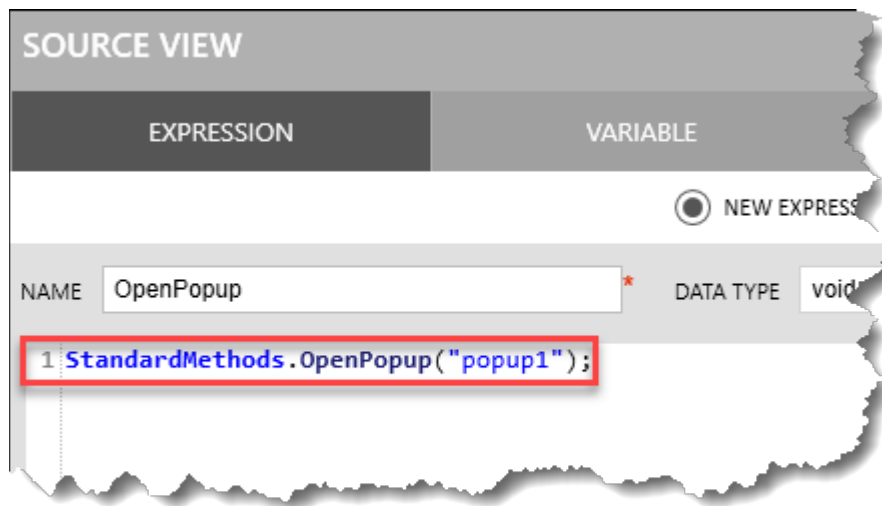 SOURCE VIEW
EXPRESSION VARIABLE
NEW EXPRESS
NAME OpenPopup * DATA TYPE void
1 StandardMethods.OpenPopup("popup1");